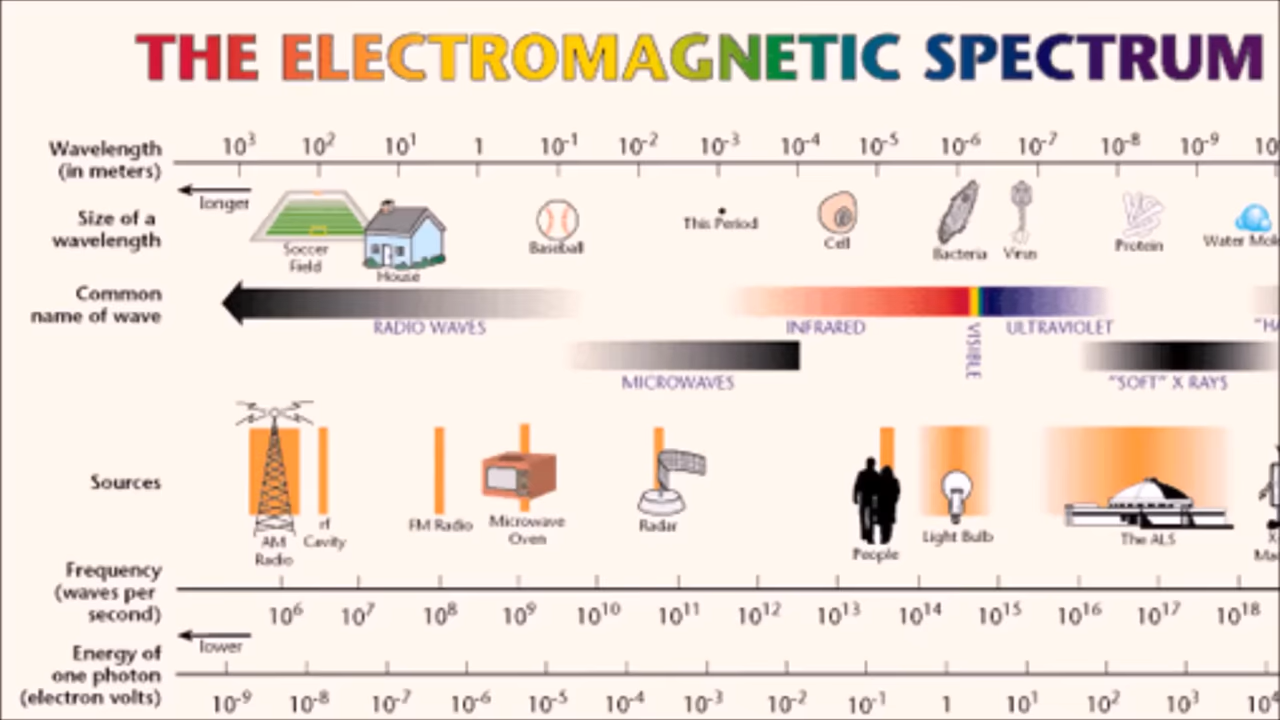 THE ELECTROMAGNETIC SPECTRUM
Wavelength
(in meters)
10³ 10² 10¹ 1 10⁻¹ 10⁻² 10⁻³ 10⁻⁴ 10⁻⁵ 10⁻⁶ 10⁻⁷ 10⁻⁸ 10⁻⁹ 10
longer
Size of a
wavelength
Soccer
Field
House
Baseball
This Period
Cell
Bacteria
Virus
Protein
Water Mol
Common
name of wave
RADIO WAVES
INFRARED
VISIBLE
ULTRAVIOLET
"HA
MICROWAVES
"SOFT" X RAYS
Sources
AM
Radio
rf
Cavity
FM Radio
Microwave
Oven
Radar
People
Light Bulb
The ALS
X
Ma
Frequency
(waves per
second)
10⁶ 10⁷ 10⁸ 10⁹ 10¹⁰ 10¹¹ 10¹² 10¹³ 10¹⁴ 10¹⁵ 10¹⁶ 10¹⁷ 10¹⁸
lower
Energy of
one photon
(electron volts)
10⁻⁹ 10⁻⁸ 10⁻⁷ 10⁻⁶ 10⁻⁵ 10⁻⁴ 10⁻³ 10⁻² 10⁻¹ 1 10¹ 10² 10³ 10⁴